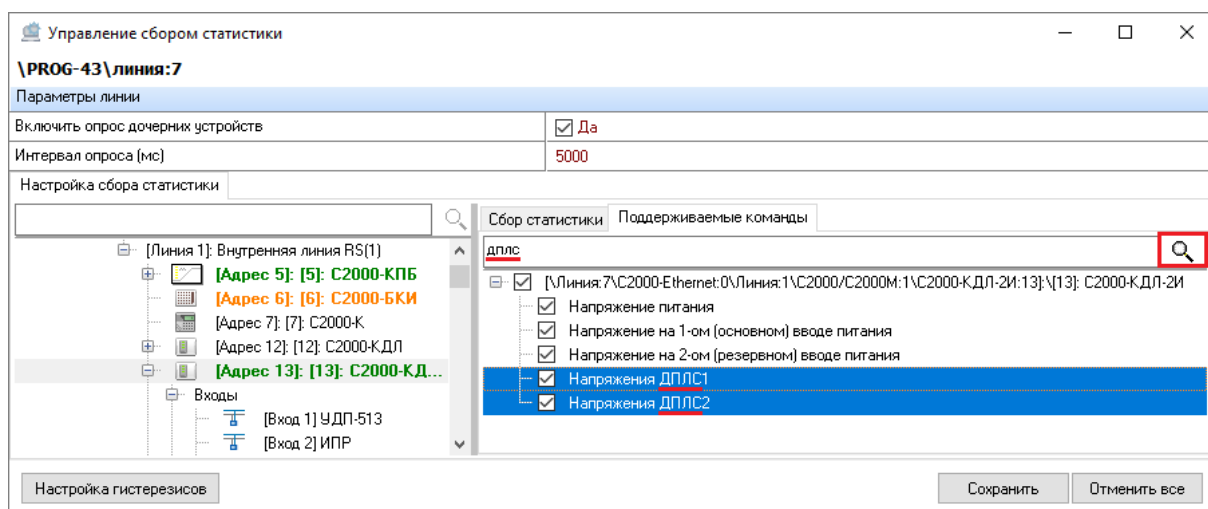 Управление сбором статистики
\PROG-43\линия:7
Параметры линии
Включить опрос дочерних устройств Да
Интервал опроса (мс) 5000
Настройка сбора статистики
Сбор статистики Поддерживаемые команды
дплс
[Линия 1]: Внутренняя линия RS(1)
[Адрес 5]: [5]: С2000-КПБ
[Адрес 6]: [6]: С2000-БКИ
[Адрес 7]: [7]: С2000-К
[Адрес 12]: [12]: С2000-КДЛ
[Адрес 13]: [13]: С2000-КД...
Входы
[Вход 1] УДП-513
[Вход 2] ИПР
[\Линия:7\С2000-Ethernet:0\Линия:1\С2000/С2000М:1\С2000-КДЛ-2И:13]:\[13]: С2000-КДЛ-2И
Напряжение питания
Напряжение на 1-ом (основном) вводе питания
Напряжение на 2-ом (резервном) вводе питания
Напряжения ДПЛС1
Напряжения ДПЛС2
Настройка гистерезисов
Сохранить
Отменить все